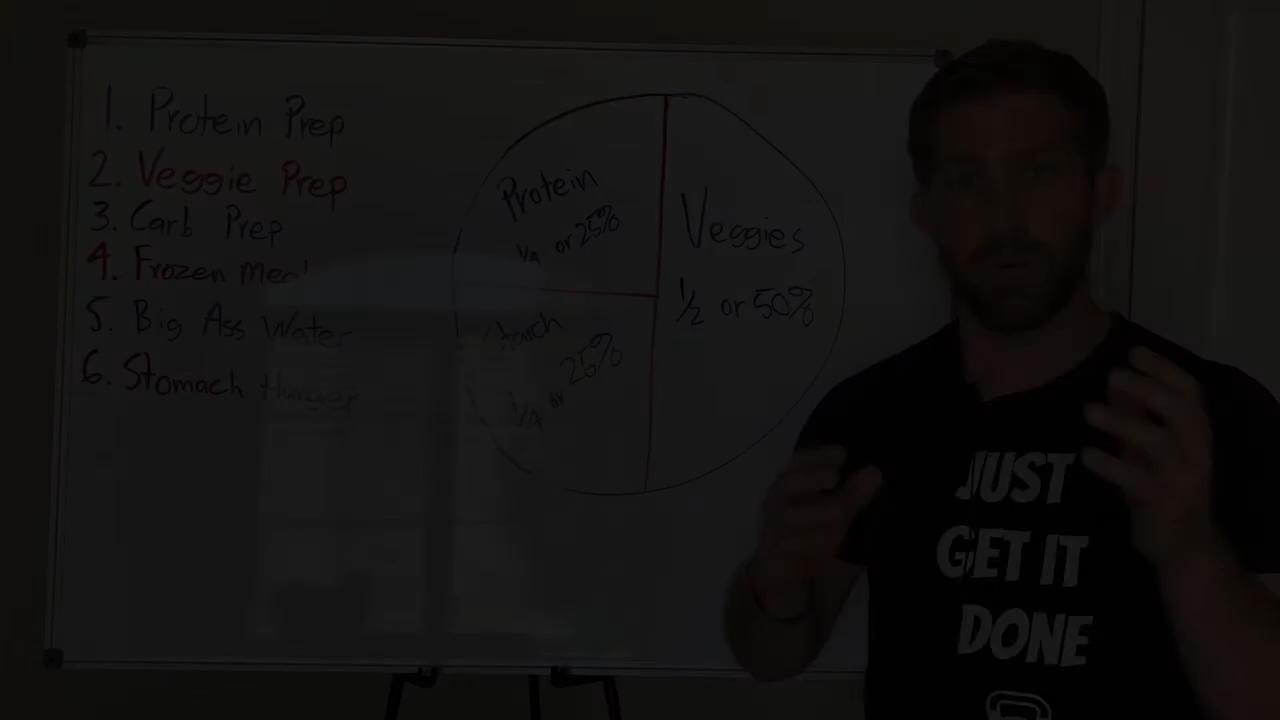 1. Protein Prep
2. Veggie Prep
3. Carb Prep
4. Frozen Meal
5. Big Ass Water
6. Stomach Hunger
Protein
1/4 or 25%
Veggies
1/2 or 50%
Starch
1/4 or 25%
JUST
GET IT
DONE